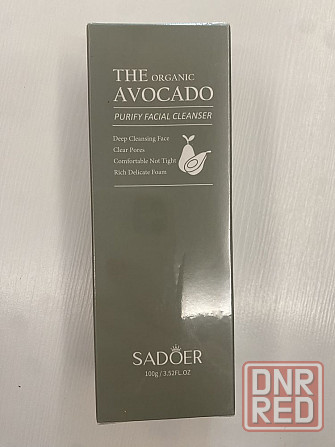 THE ORGANIC
AVOCADO
PURIFY FACIAL CLEANSER
Deep Cleansing Face
Clear Pores
Comfortable Not Tight
Rich Delicate Foam
SADOER
100g / 3.52FL.OZ
DNR
RED